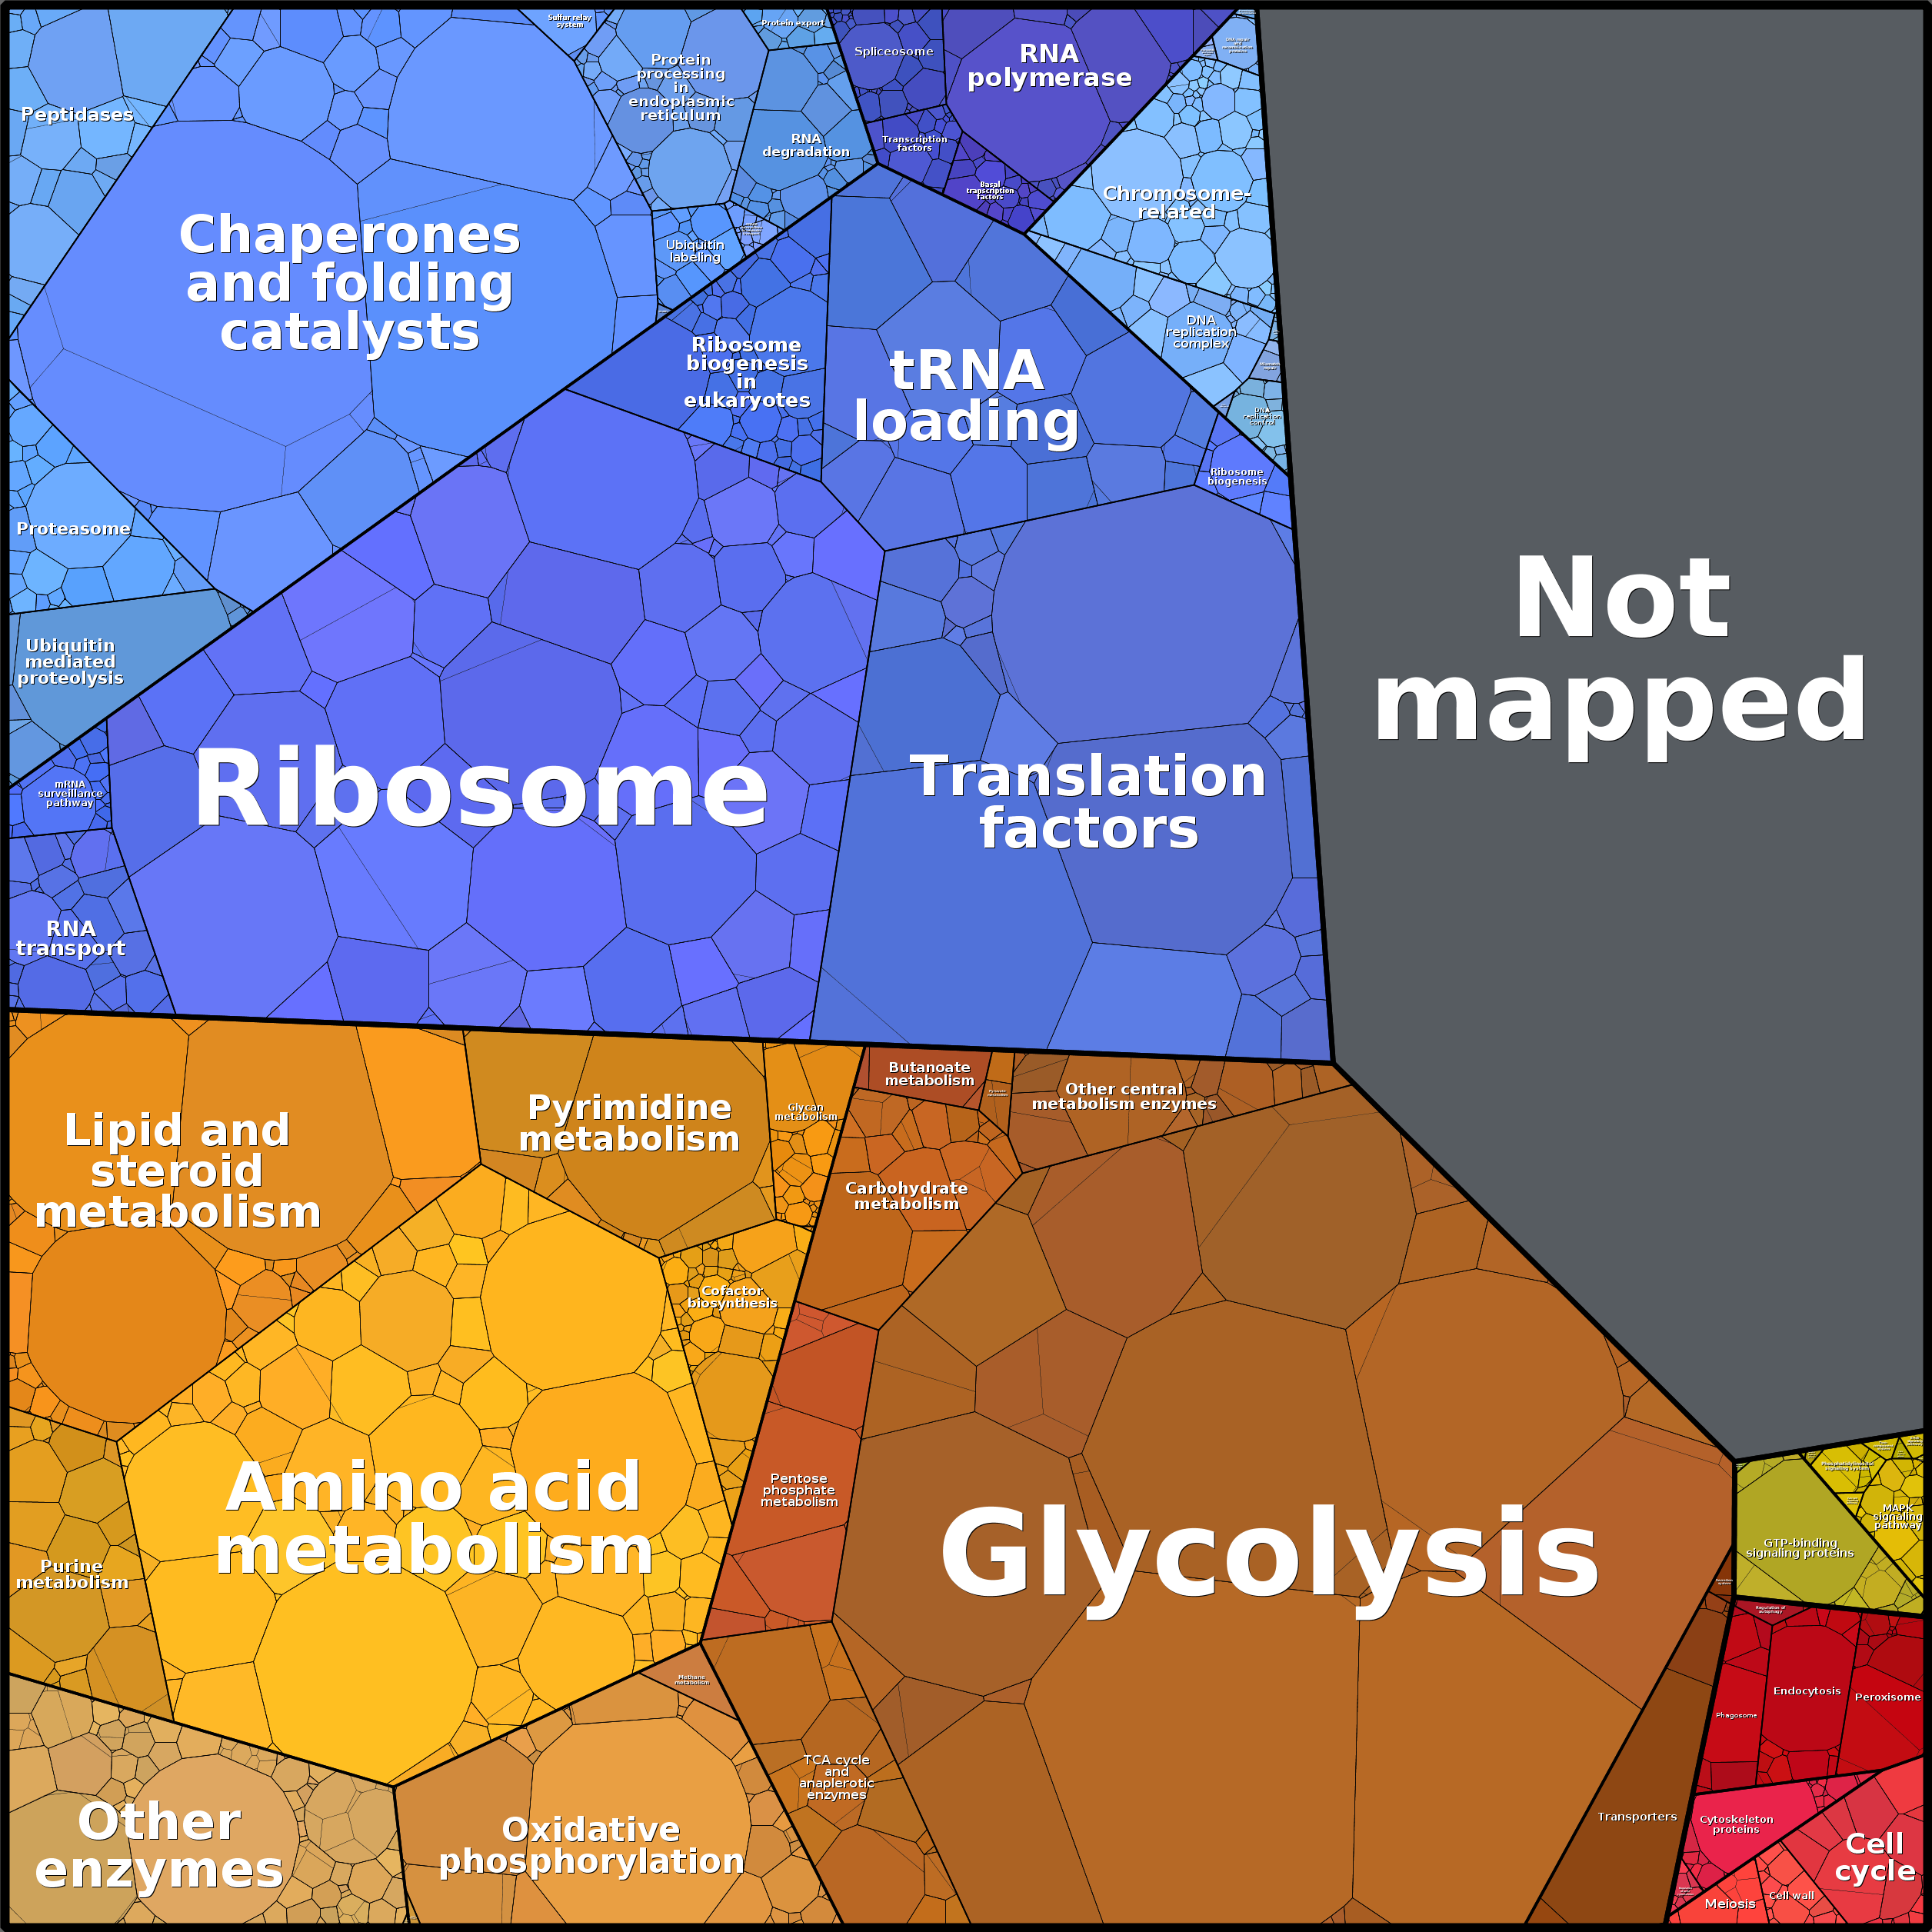 Sulfur relay
system
Protein export
Peptidases
Protein
processing
in
endoplasmic
reticulum
RNA
degradation
Spliceosome
RNA
polymerase
Transcription
factors
Basal
transcription
factors
Chromosome-
related
Chaperones
and folding
catalysts
Ubiquitin
labeling
DNA
replication
complex
DNA
replication
control
Ribosome
biogenesis
in
eukaryotes
tRNA
loading
Ribosome
biogenesis
Proteasome
Ubiquitin
mediated
proteolysis
Not
mapped
mRNA
surveillance
pathway
Ribosome
Translation
factors
RNA
transport
Lipid and
steroid
metabolism
Pyrimidine
metabolism
Glycan
metabolism
Butanoate
metabolism
Other central
metabolism enzymes
Carbohydrate
metabolism
Cofactor
biosynthesis
Amino acid
metabolism
Pentose
phosphate
metabolism
Glycolysis
Purine
metabolism
MAPK
signaling
pathway
GTP-binding
signaling proteins
Regulation of
autophagy
Methane
metabolism
Endocytosis
Peroxisome
Phagosome
TCA cycle
and
anaplerotic
enzymes
Other
enzymes
Oxidative
phosphorylation
Transporters
Cytoskeleton
proteins
Cell
cycle
Meiosis
Cell wall